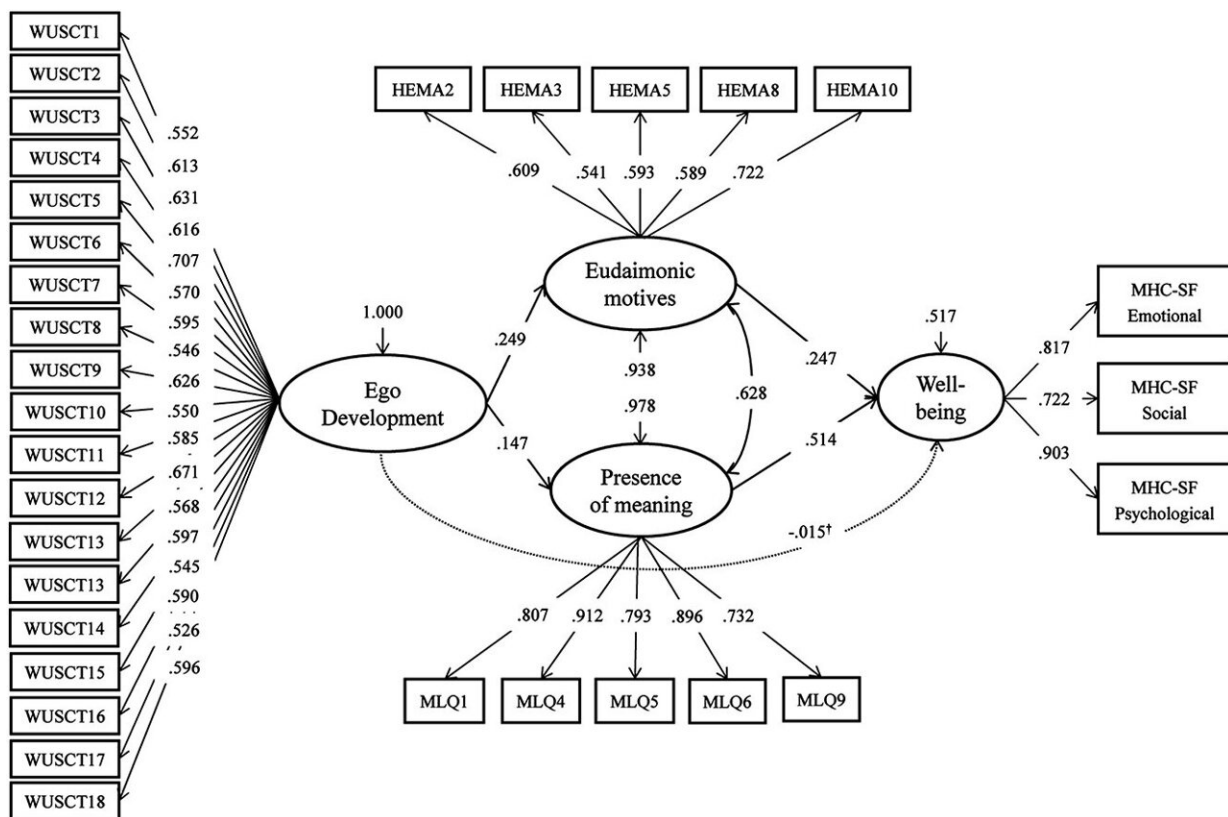 WUSCT1
WUSCT2
WUSCT3
WUSCT4
WUSCT5
WUSCT6
WUSCT7
WUSCT8
WUSCT9
WUSCT10
WUSCT11
WUSCT12
WUSCT13
WUSCT13
WUSCT14
WUSCT15
WUSCT16
WUSCT17
WUSCT18
.552
.613
.631
.616
.707
.570
.595
.546
.626
.550
.585
.671
.568
.597
.545
.590
.526
.596
1.000
Ego
Development
.249
.147
HEMA2
HEMA3
HEMA5
HEMA8
HEMA10
.609
.541
.593
.589
.722
Eudaimonic
motives
.938
.978
.628
Presence
of meaning
.807
.912
.793
.896
.732
MLQ1
MLQ4
MLQ5
MLQ6
MLQ9
.247
.514
-.015†
.517
Well-
being
.817
.722
.903
MHC-SF
Emotional
MHC-SF
Social
MHC-SF
Psychological